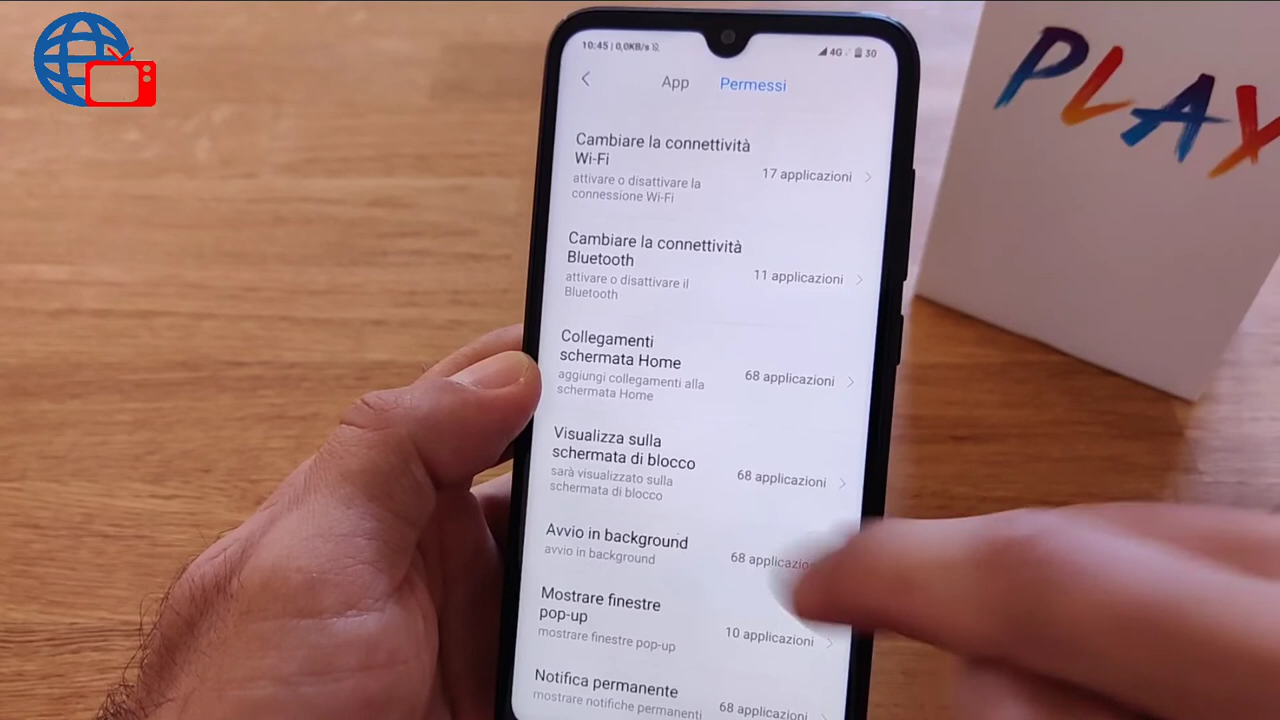 PLAY
10:45 | 0,0KB/s
4G 30
App Permessi
Cambiare la connettività
Wi-Fi
17 applicazioni
attivare o disattivare la
connessione Wi-Fi
Cambiare la connettività
Bluetooth
11 applicazioni
attivare o disattivare il
Bluetooth
Collegamenti
schermata Home
68 applicazioni
aggiungi collegamenti alla
schermata Home
Visualizza sulla
schermata di blocco
68 applicazioni
sarà visualizzato sulla
schermata di blocco
Avvio in background
68 applicazio
avvio in background
Mostrare finestre
pop-up
10 applicazioni
mostrare finestre pop-up
Notifica permanente
68 applicazioni
mostrare notifiche permanenti